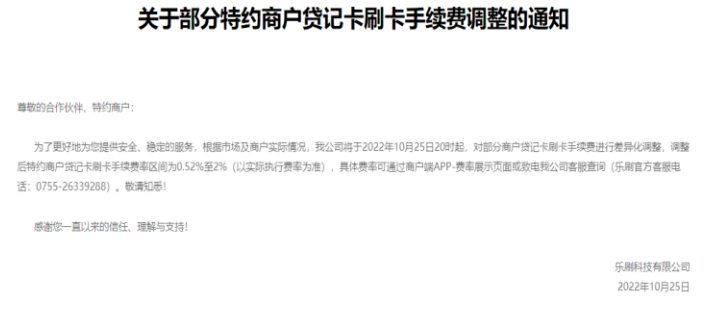 关于部分特约商户贷记卡刷卡手续费调整的通知
尊敬的合作伙伴、特约商户：
为了更好地为您提供安全、稳定的服务，根据市场及商户实际情况，我公司将于2022年10月25日20时起，对部分商户贷记卡刷卡手续费进行差异化调整，调整
后特约商户贷记卡刷卡手续费率区间为0.52%至2%（以实际执行费率为准），具体费率可通过商户端APP-费率展示页面或致电我公司客服查询（乐刷官方客服电
话：0755-26339288）。敬请知悉！
感谢您一直以来的信任、理解与支持！
乐刷科技有限公司
2022年10月25日